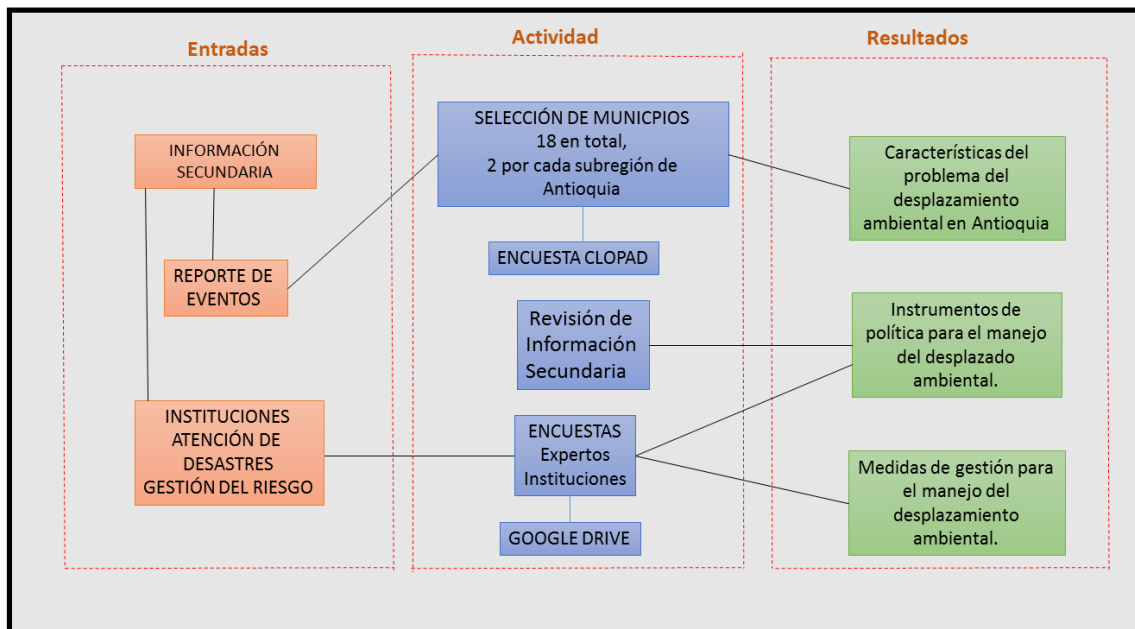 Entradas
INFORMACIÓN
SECUNDARIA
REPORTE DE
EVENTOS
INSTITUCIONES
ATENCIÓN DE
DESASTRES
GESTIÓN DEL RIESGO
Actividad
SELECCIÓN DE MUNICPIOS
18 en total,
2 por cada subregión de
Antioquia
ENCUESTA CLOPAD
Revisión de
Información
Secundaria
ENCUESTAS
Expertos
Instituciones
GOOGLE DRIVE
Resultados
Características del
problema del
desplazamiento
ambiental en Antioquia
Instrumentos de
política para el manejo
del desplazado
ambiental.
Medidas de gestión para
el manejo del
desplazamiento
ambiental.